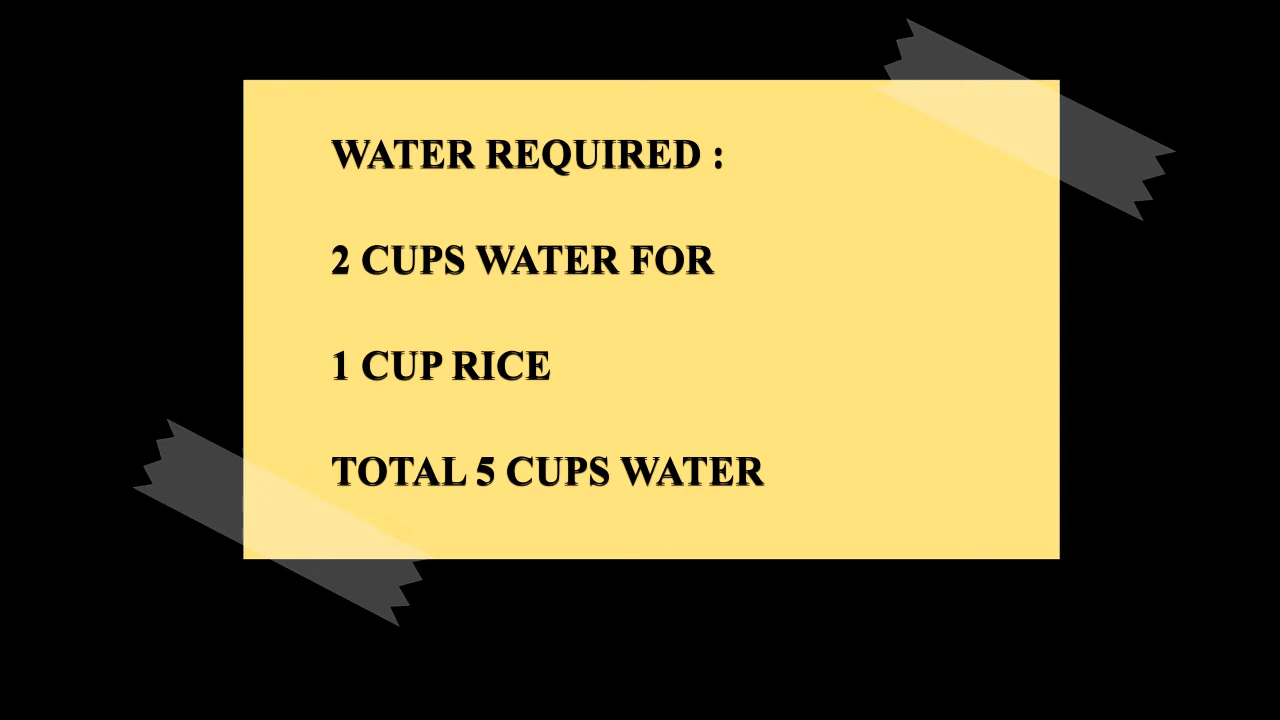 WATER REQUIRED :
2 CUPS WATER FOR
1 CUP RICE
TOTAL 5 CUPS WATER